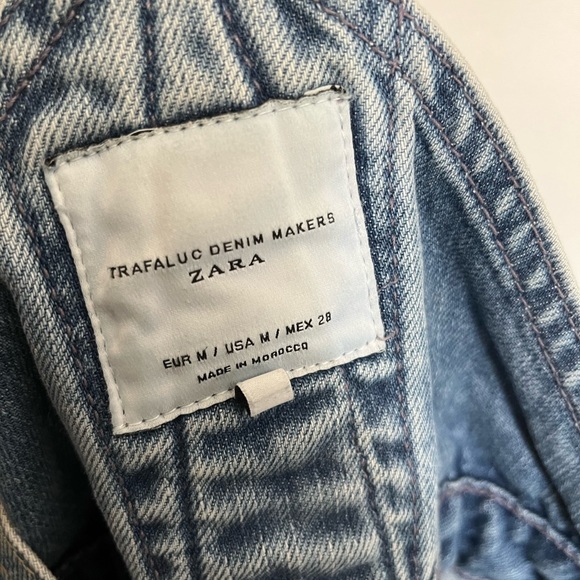 TRAFALUC DENIM MAKERS
ZARA
EUR M / USA M / MEX 28
MADE IN MOROCCO